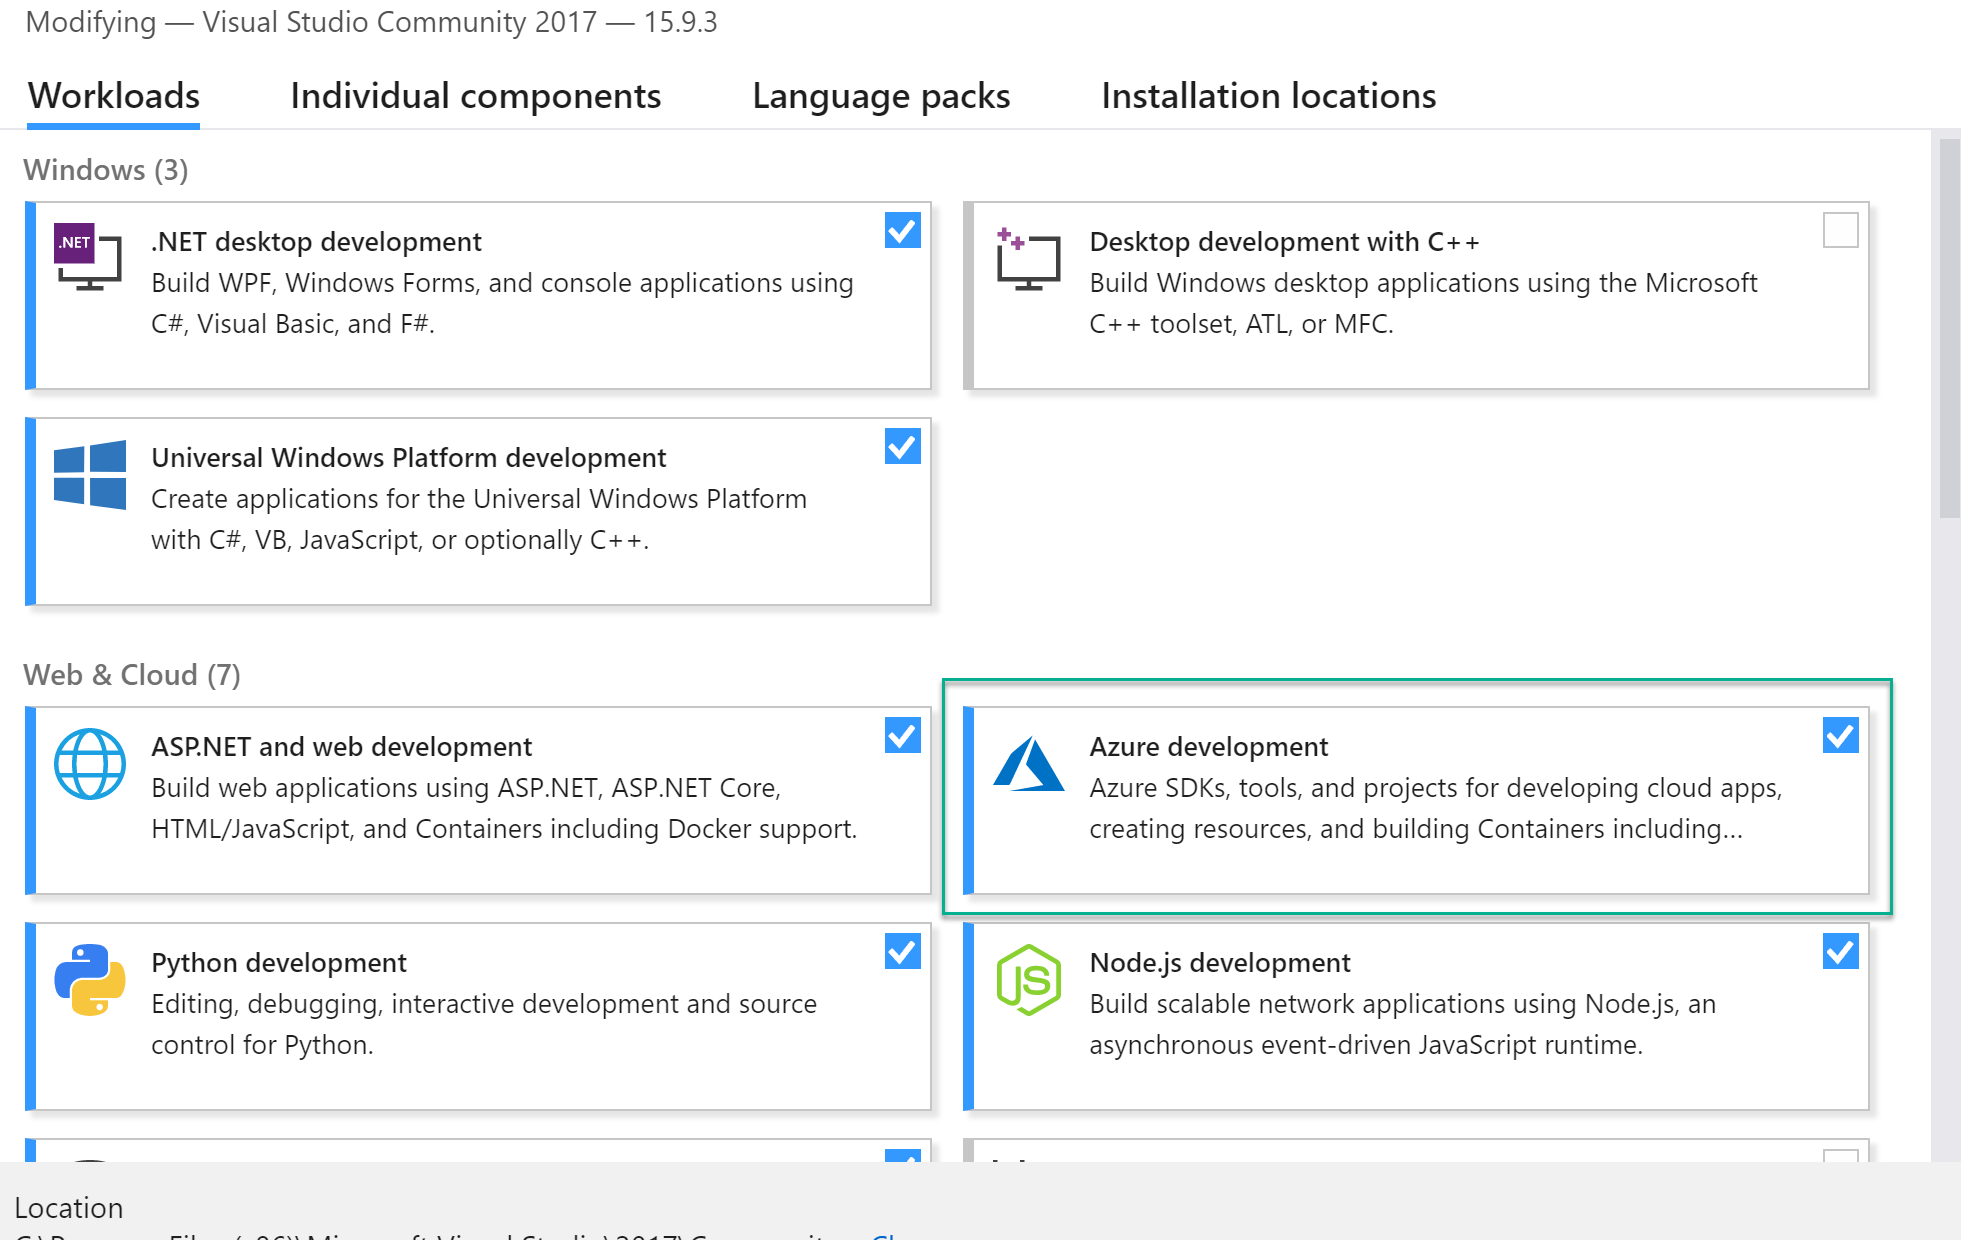 Modifying — Visual Studio Community 2017 — 15.9.3
Workloads Individual components Language packs Installation locations
Windows (3)
.NET
.NET desktop development
Build WPF, Windows Forms, and console applications using
C#, Visual Basic, and F#.
Desktop development with C++
Build Windows desktop applications using the Microsoft
C++ toolset, ATL, or MFC.
Universal Windows Platform development
Create applications for the Universal Windows Platform
with C#, VB, JavaScript, or optionally C++.
Web & Cloud (7)
ASP.NET and web development
Build web applications using ASP.NET, ASP.NET Core,
HTML/JavaScript, and Containers including Docker support.
Azure development
Azure SDKs, tools, and projects for developing cloud apps,
creating resources, and building Containers including...
Python development
Editing, debugging, interactive development and source
control for Python.
JS
Node.js development
Build scalable network applications using Node.js, an
asynchronous event-driven JavaScript runtime.
Location